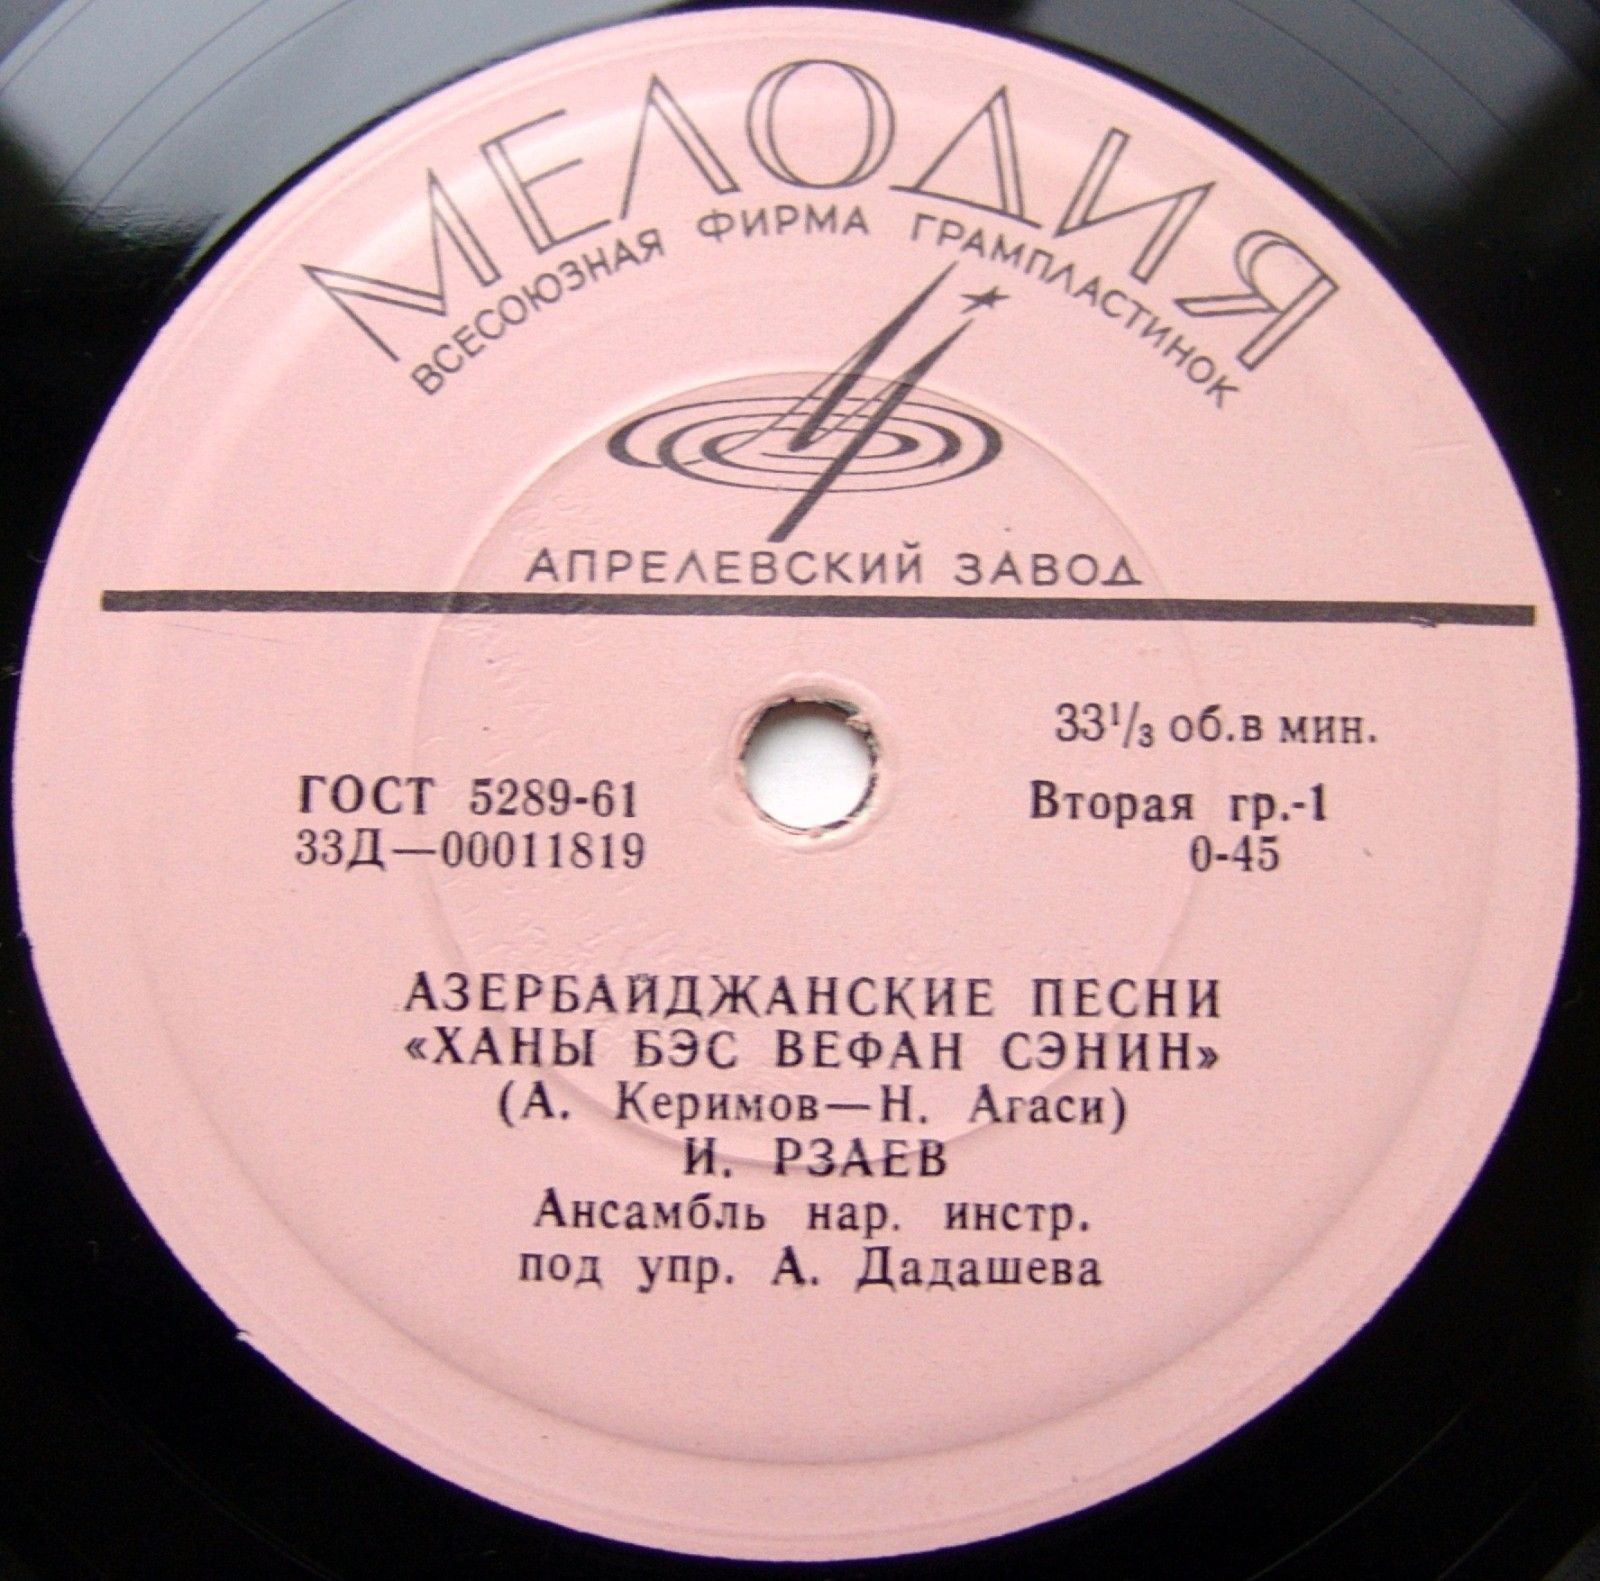 МЕЛОДИЯ
ВСЕСОЮЗНАЯ ФИРМА ГРАМПЛАСТИНОК
АПРЕЛЕВСКИЙ ЗАВОД
33¹/₃ об.в мин.
ГОСТ 5289-61
33Д—00011819
Вторая гр.-1
0-45
АЗЕРБАЙДЖАНСКИЕ ПЕСНИ
«ХАНЫ БЭС ВЕФАН СЭНИН»
(А. Керимов—Н. Агаси)
И. РЗАЕВ
Ансамбль нар. инстр.
под упр. А. Дадашева